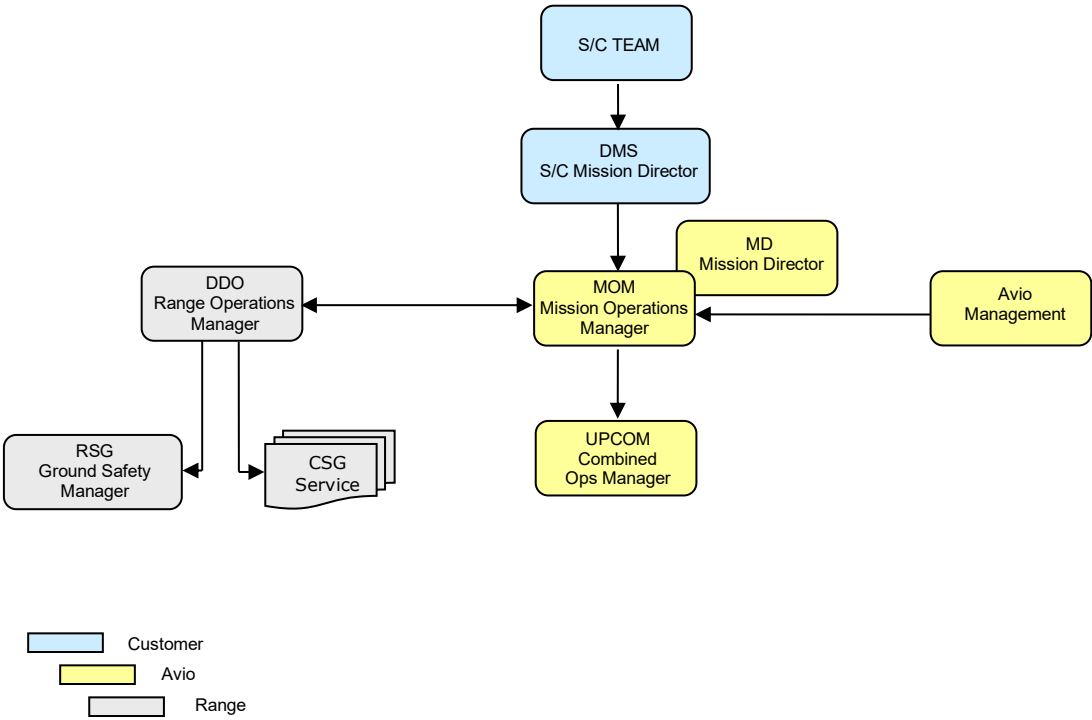 S/C TEAM
DMS
S/C Mission Director
MD
Mission Director
DDO
Range Operations
Manager
MOM
Mission Operations
Manager
Avio
Management
RSG
Ground Safety
Manager
CSG
Service
UPCOM
Combined
Ops Manager
Customer
Avio
Range